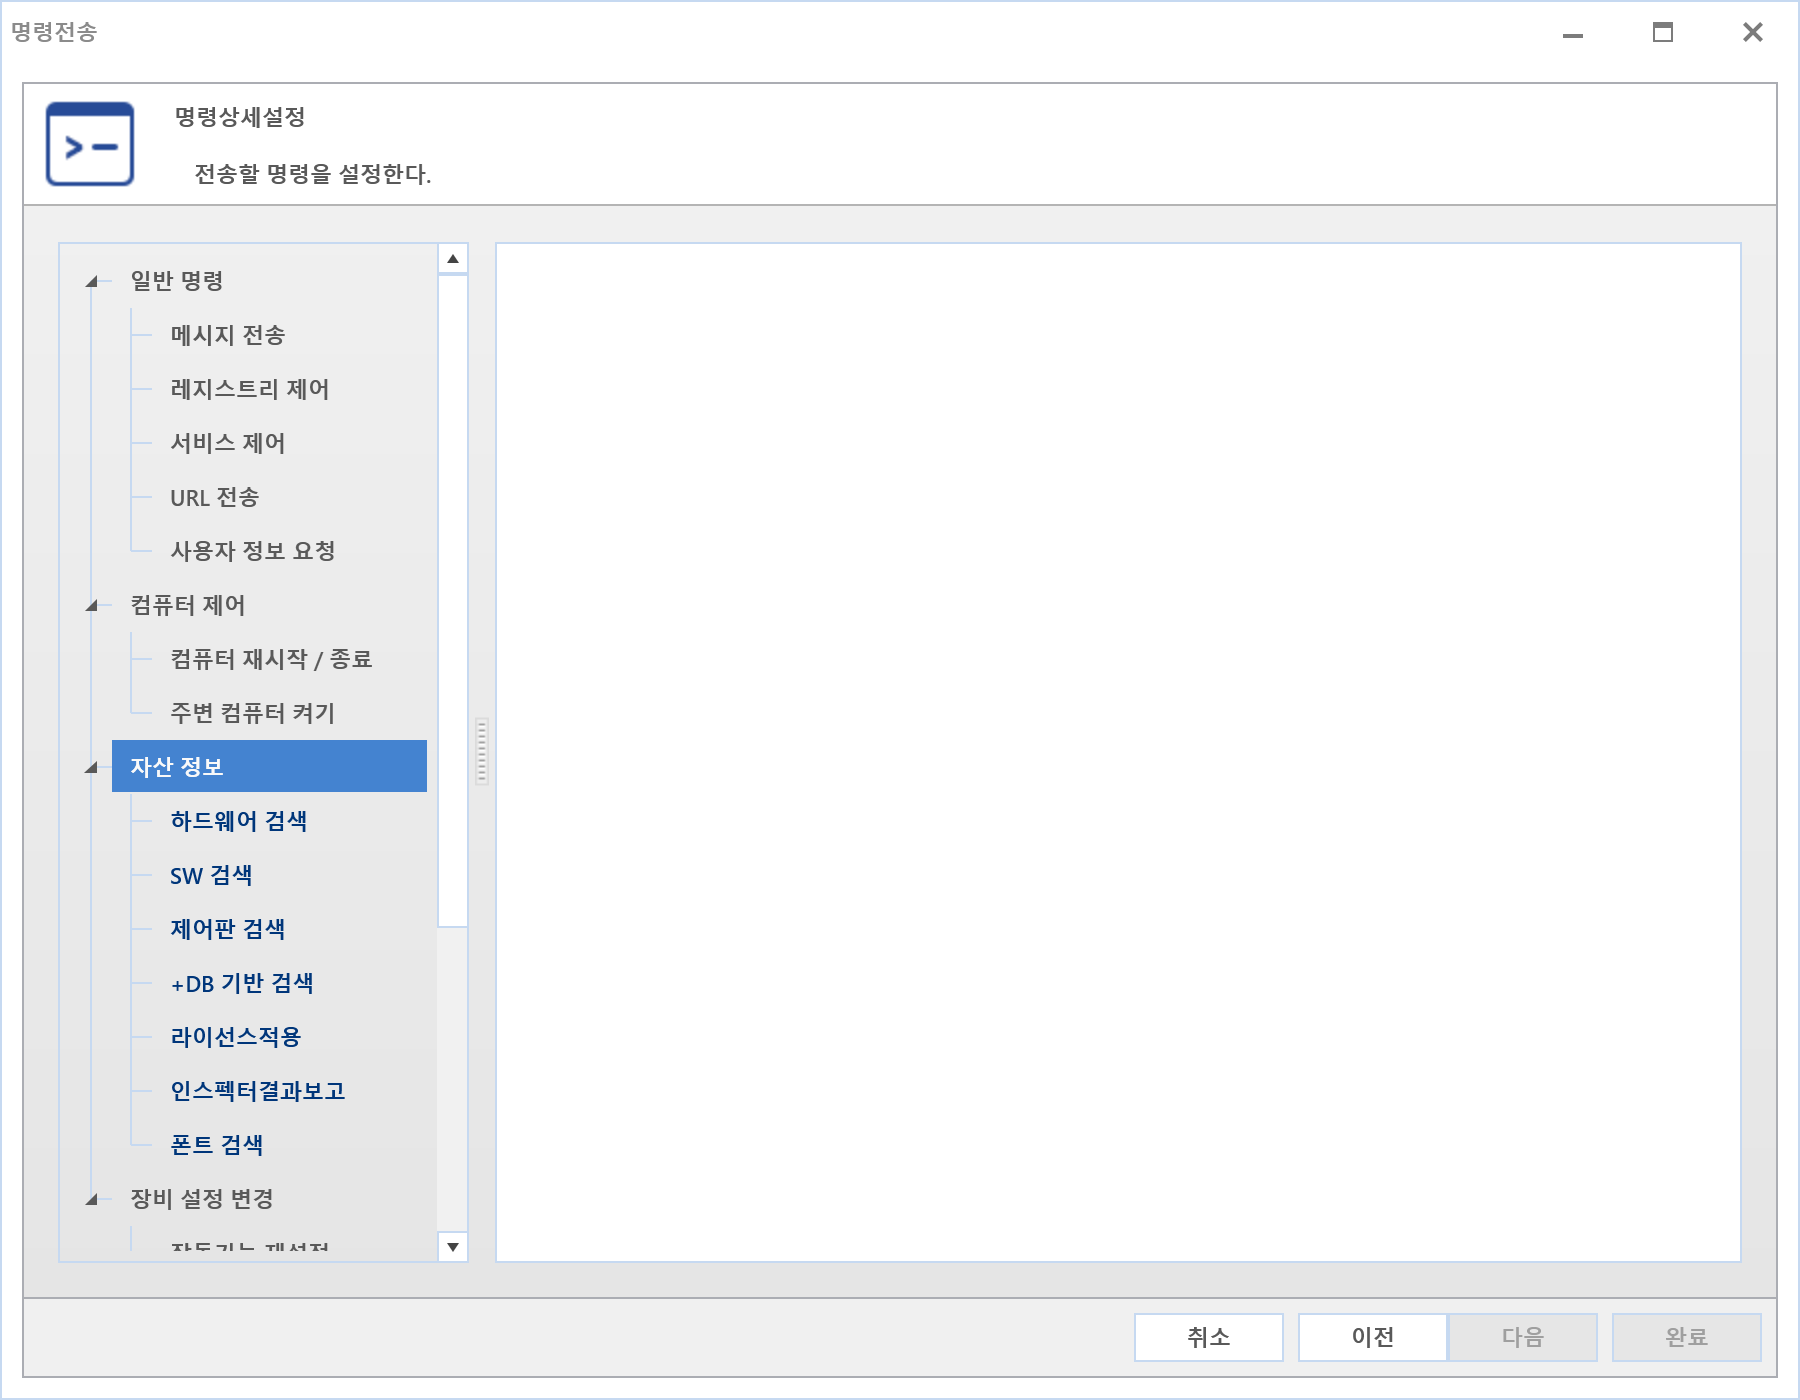 명령전송
명령상세설정
전송할 명령을 설정한다.
일반 명령
메시지 전송
레지스트리 제어
서비스 제어
URL 전송
사용자 정보 요청
컴퓨터 제어
컴퓨터 재시작 / 종료
주변 컴퓨터 켜기
자산 정보
하드웨어 검색
SW 검색
제어판 검색
+DB 기반 검색
라이선스적용
인스펙터결과보고
폰트 검색
장비 설정 변경
취소
이전
다음
완료